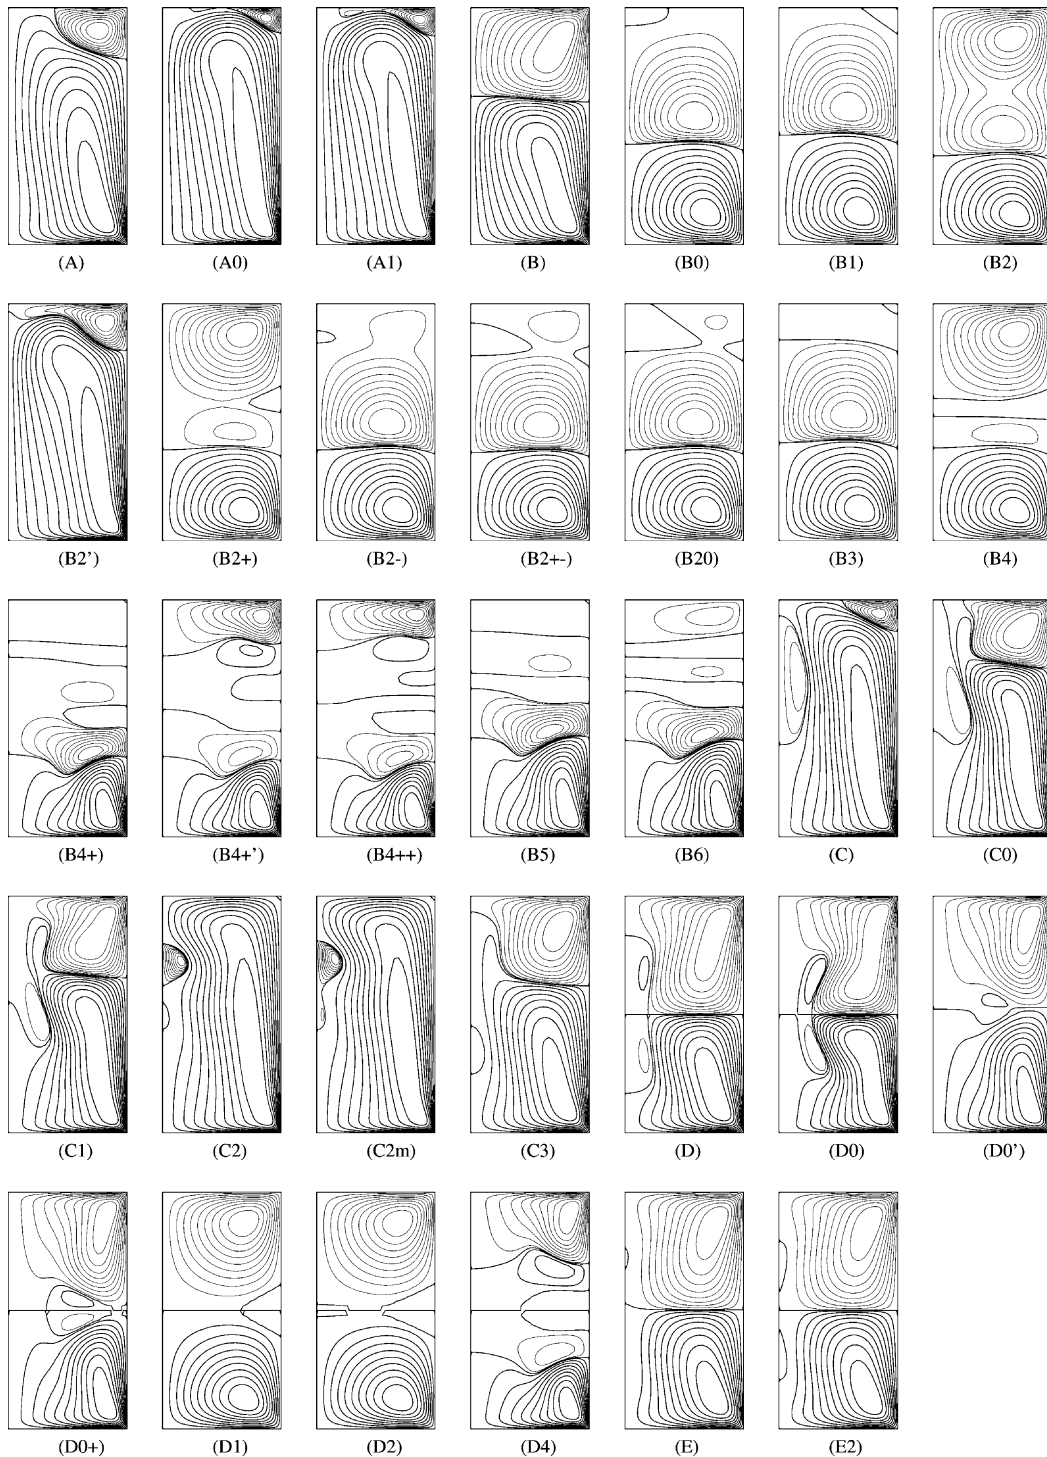 (A) (A0) (A1) (B) (B0) (B1) (B2)
(B2') (B2+) (B2-) (B2+-) (B20) (B3) (B4)
(B4+) (B4+') (B4++) (B5) (B6) (C) (C0)
(C1) (C2) (C2m) (C3) (D) (D0) (D0')
(D0+) (D1) (D2) (D4) (E) (E2)